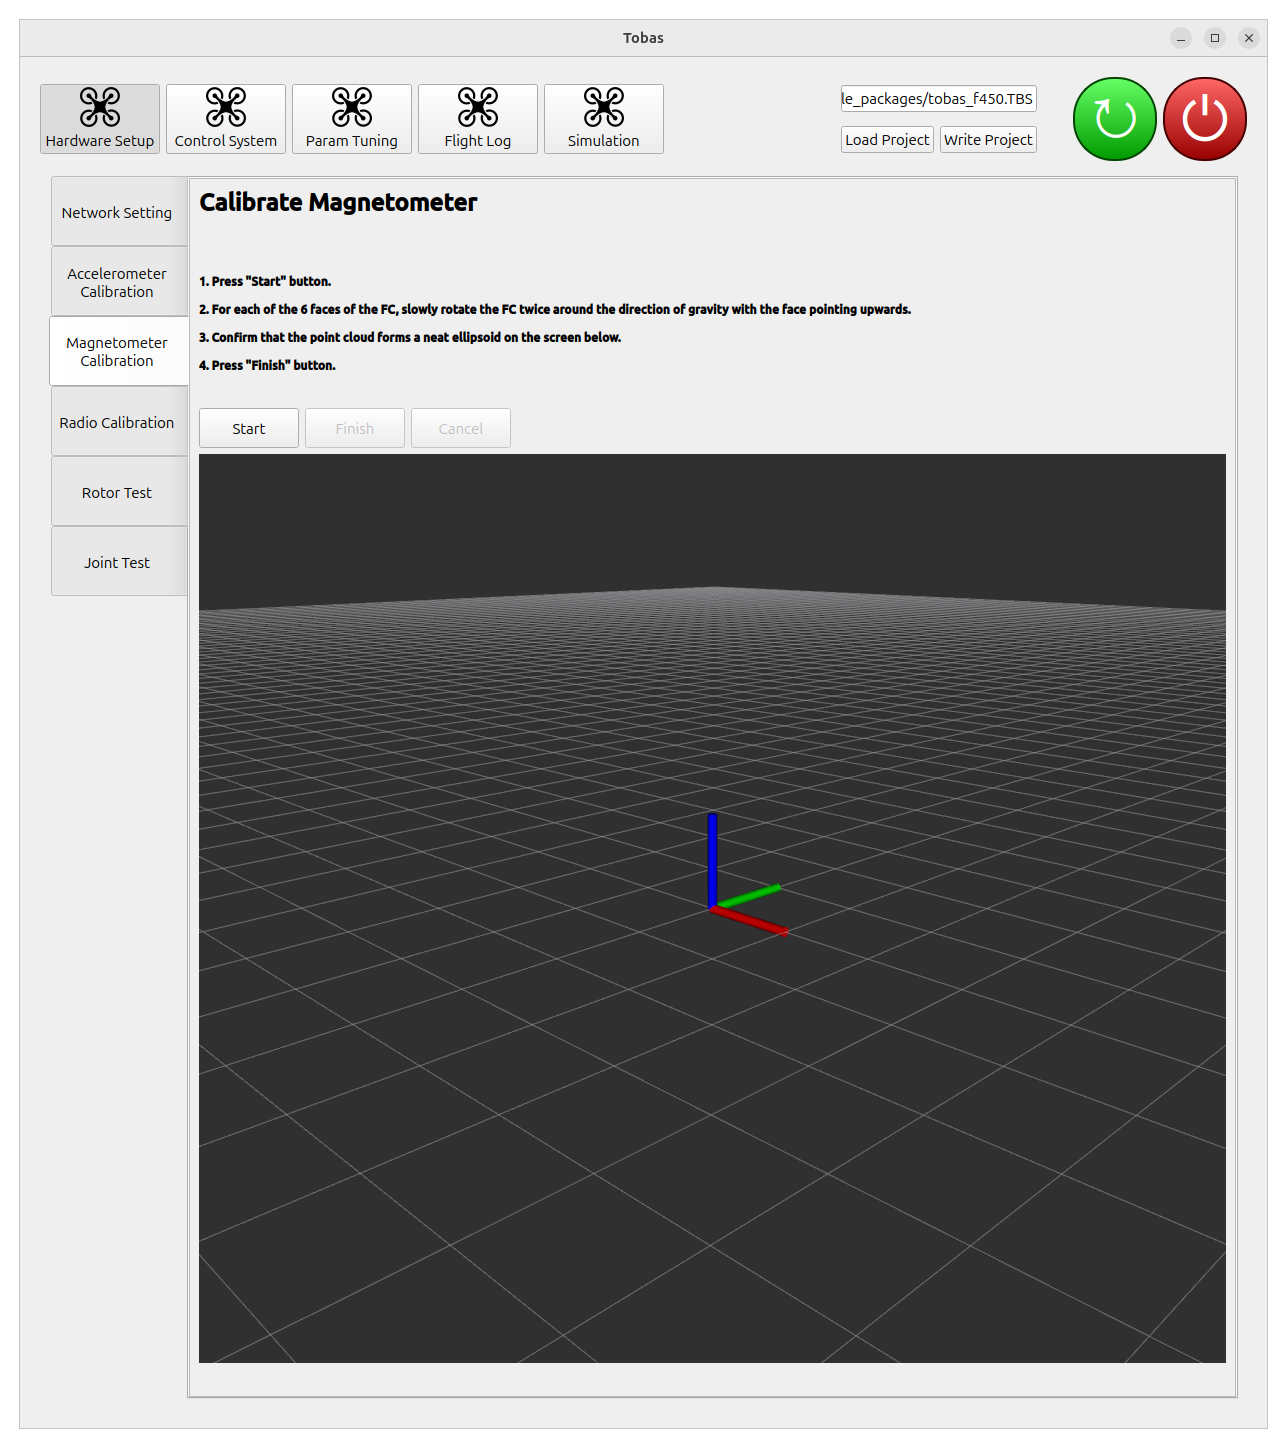 Tobas
Hardware Setup
Control System
Param Tuning
Flight Log
Simulation
le_packages/tobas_f450.TBS
Load Project
Write Project
Network Setting
Accelerometer
Calibration
Magnetometer
Calibration
Radio Calibration
Rotor Test
Joint Test
Calibrate Magnetometer
1. Press "Start" button.
2. For each of the 6 faces of the FC, slowly rotate the FC twice around the direction of gravity with the face pointing upwards.
3. Confirm that the point cloud forms a neat ellipsoid on the screen below.
4. Press "Finish" button.
Start
Finish
Cancel